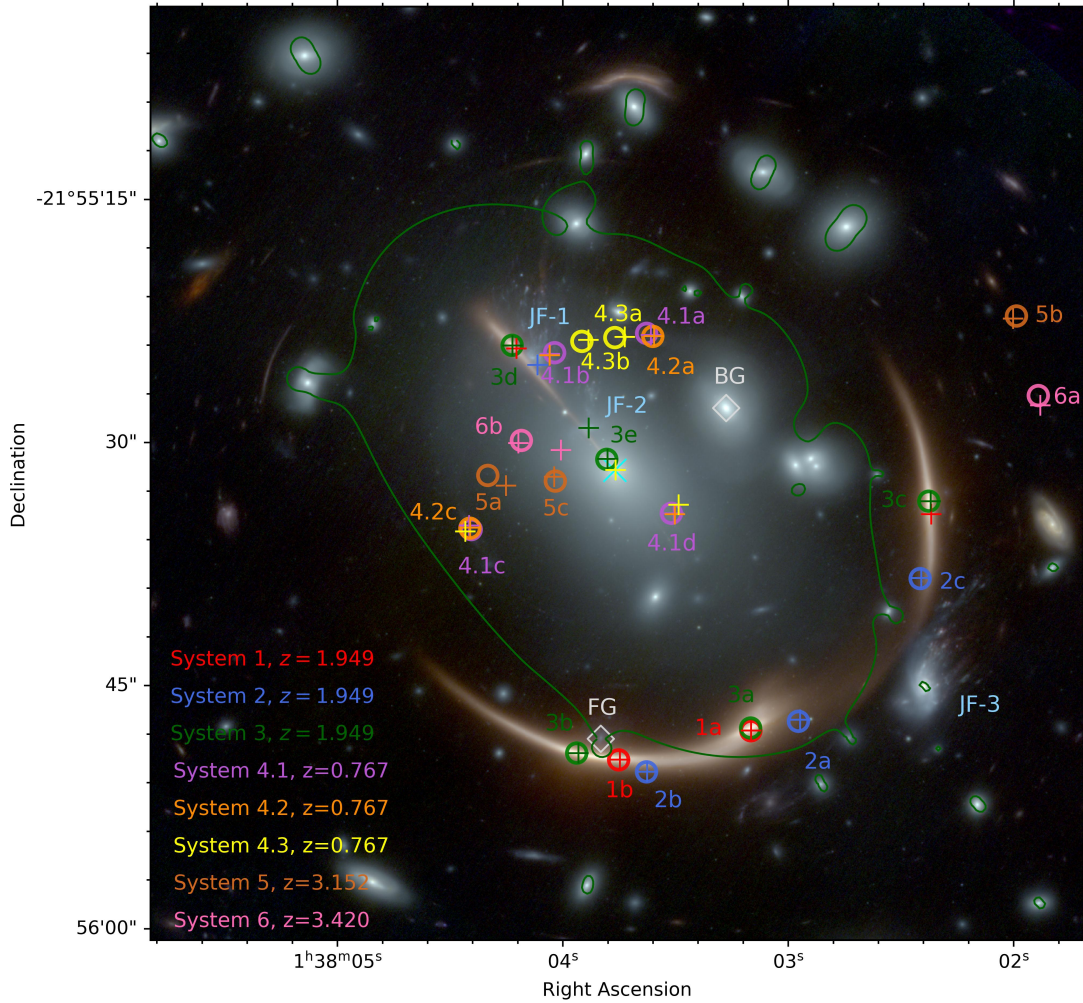 -21°55'15"
30"
45"
56'00"
Declination
4.3a
4.1a
JF-1
5b
4.3b
4.2a
4.1b
3d
BG
6a
JF-2
6b
3e
5a
5c
3c
4.2c
4.1d
4.1c
2c
System 1, z = 1.949
System 2, z = 1.949
System 3, z = 1.949
System 4.1, z=0.767
System 4.2, z=0.767
System 4.3, z=0.767
System 5, z=3.152
System 6, z=3.420
3a
JF-3
FG
3b
1a
2a
1b
2b
1ʰ38ᵐ05ˢ
04ˢ
03ˢ
02ˢ
Right Ascension